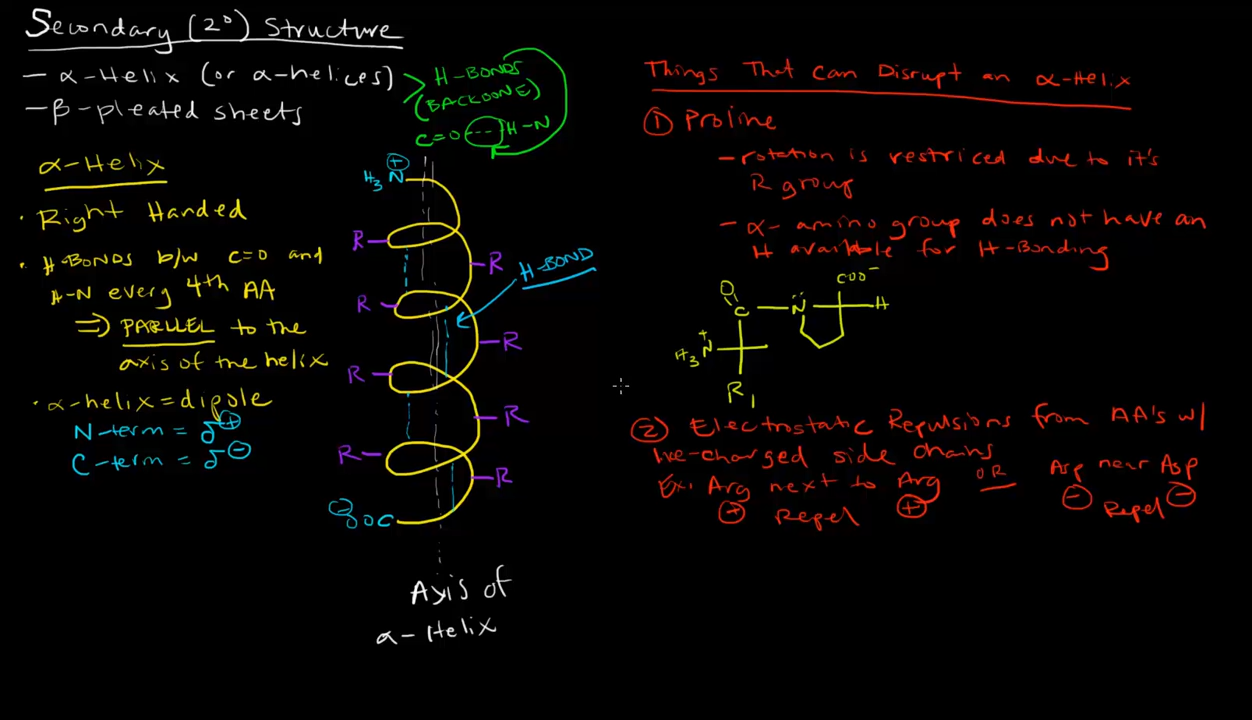 Secondary (2°) Structure
- α-Helix (or α-helices)
- β-pleated sheets
> H-BONDS
(BACKBONE)
C=O --- H-N
α-Helix
• Right Handed
• H-BONDS b/w C=O and
H-N every 4th AA
⇒ PARLLEL to the
axis of the helix
• α-helix = dipole
N-term = δ+
C-term = δ-
H3N+
R
R
R
R
R
R
R
R
H-BOND
-OOC
Axis of
α-Helix
Things That Can Disrupt an α-Helix
① Proline
- rotation is restriced due to it's
R group
- α-amino group does not have an
H available for H-Bonding
COO-
O
C
N
H
H3N+
R1
② Electrostatic Repulsions from AA's w/
like-charged side chains
Ex: Arg next to Arg OR Asp near Asp
+ Repel + - Repel -